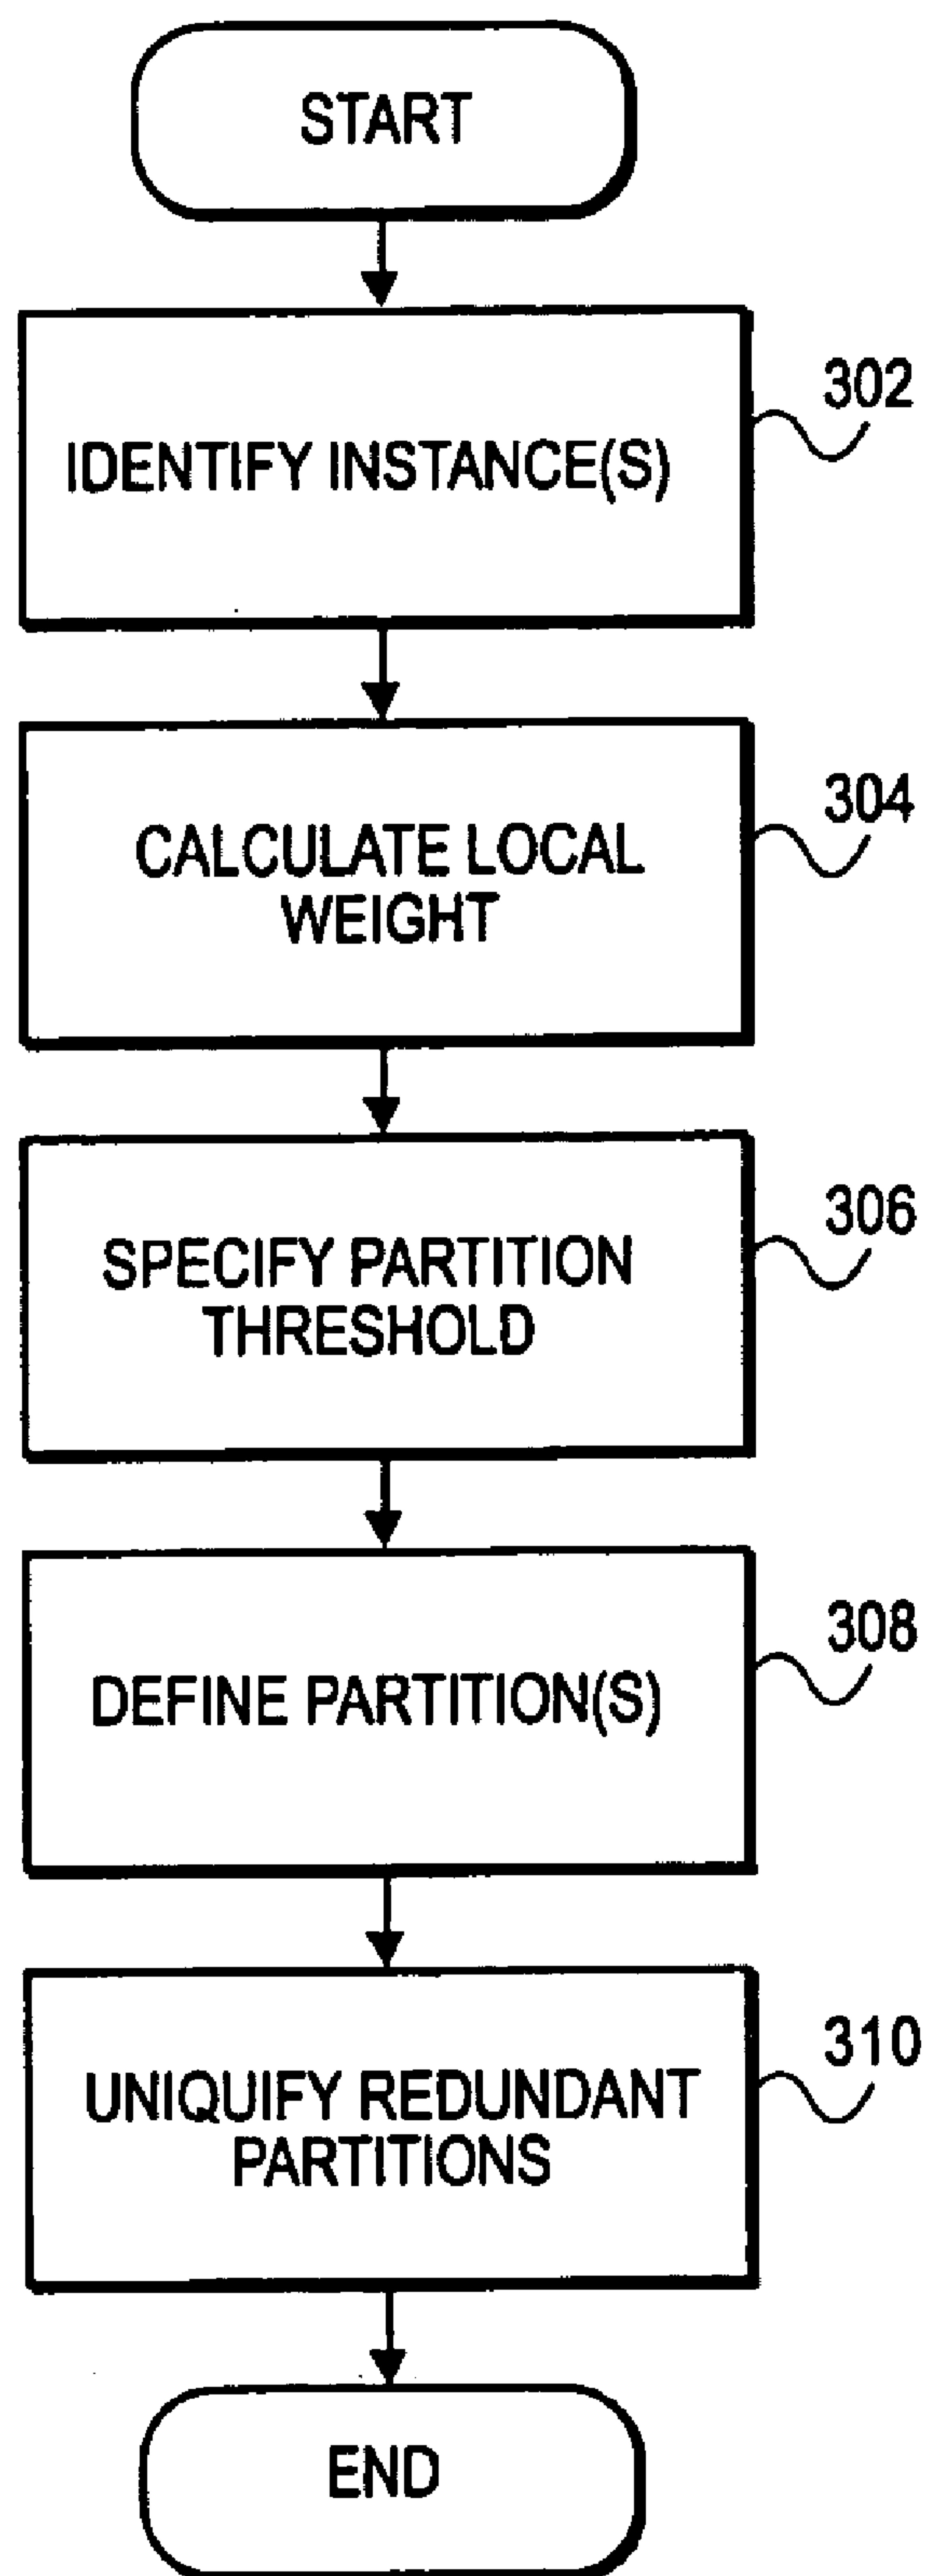 START
302
IDENTIFY INSTANCE(S)
304
CALCULATE LOCAL
WEIGHT
306
SPECIFY PARTITION
THRESHOLD
308
DEFINE PARTITION(S)
310
UNIQUIFY REDUNDANT
PARTITIONS
END